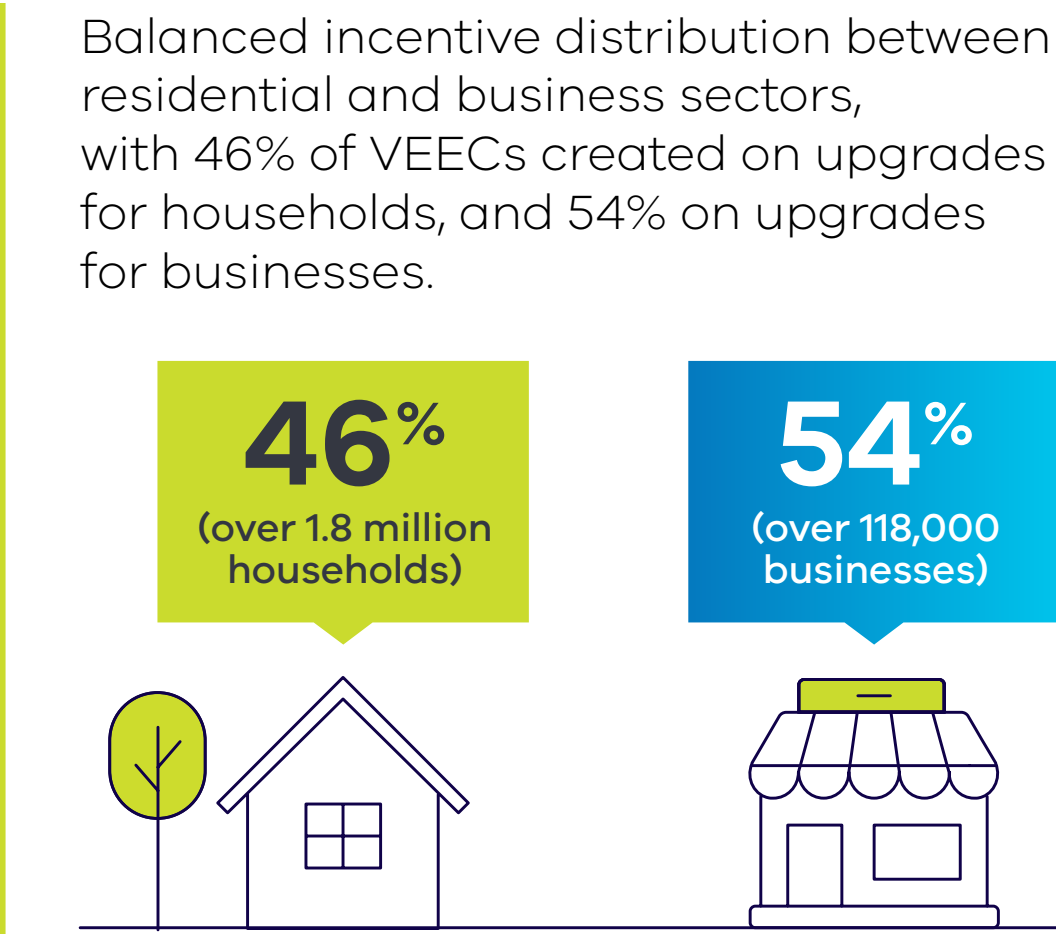 Balanced incentive distribution between
residential and business sectors,
with 46% of VEECs created on upgrades
for households, and 54% on upgrades
for businesses.
46%
(over 1.8 million
households)
54%
(over 118,000
businesses)